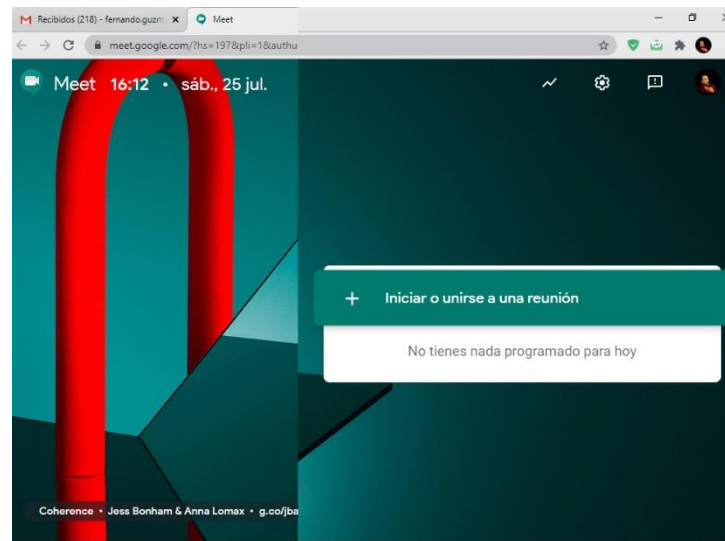 Recibidos (218) - fernando.guzm
Meet
meet.google.com/?hs=197&pli=1&authu
Meet 16:12 • sáb., 25 jul.
+ Iniciar o unirse a una reunión
No tienes nada programado para hoy
Coherence • Jess Bonham & Anna Lomax • g.co/jba